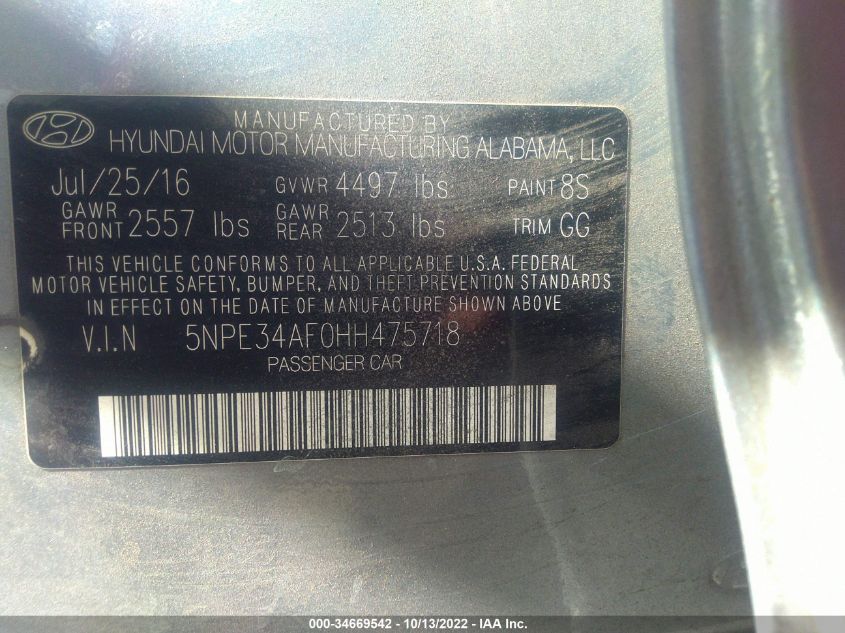 MANUFACTURED BY
HYUNDAI MOTOR MANUFACTURING ALABAMA, LLC
Jul/25/16 GVWR 4497 lbs PAINT 8S
GAWR FRONT 2557 lbs GAWR REAR 2513 lbs TRIM GG
THIS VEHICLE CONFORMS TO ALL APPLICABLE U.S.A. FEDERAL
MOTOR VEHICLE SAFETY, BUMPER, AND THEFT PREVENTION STANDARDS
IN EFFECT ON THE DATE OF MANUFACTURE SHOWN ABOVE
V.I.N 5NPE34AF0HH475718
PASSENGER CAR
000-34669542 - 10/13/2022 - IAA Inc.